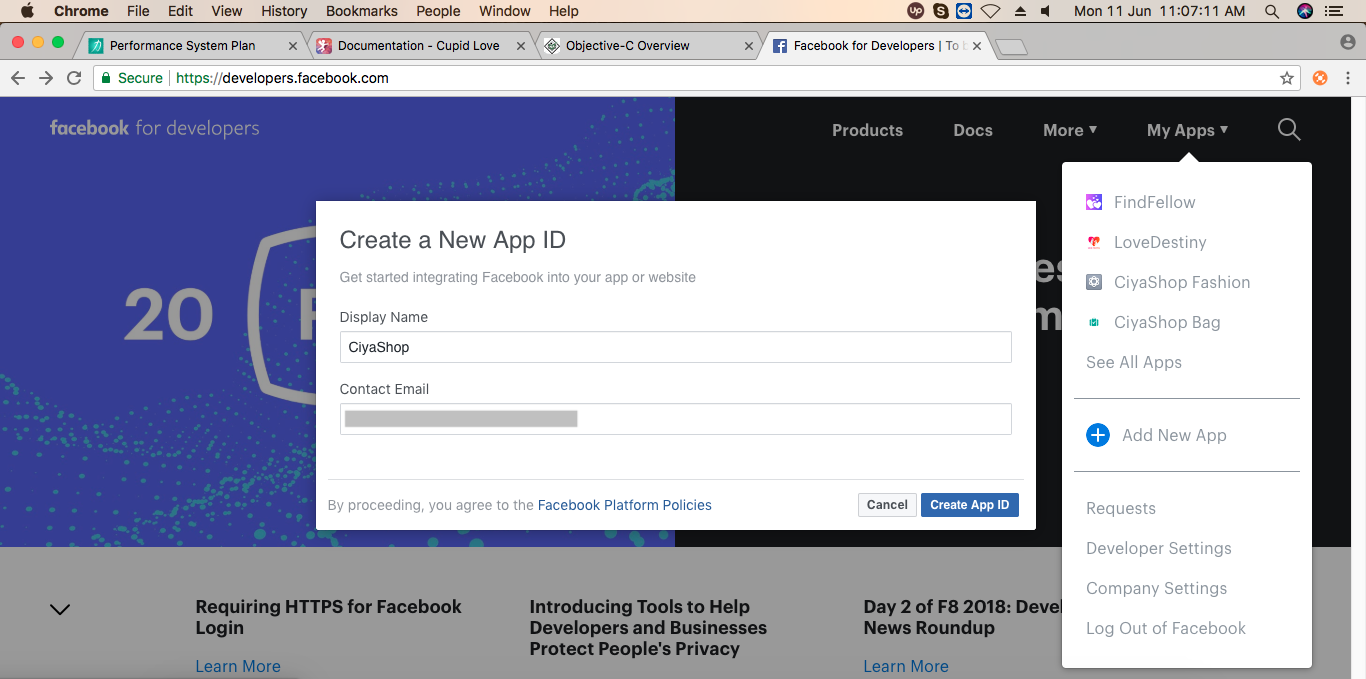 Chrome File Edit View History Bookmarks People Window Help
UP S Mon 11 Jun 11:07:11 AM
Performance System Plan
Documentation - Cupid Love
Objective-C Overview
Facebook for Developers | To b
Secure https://developers.facebook.com
facebook for developers
Products Docs More My Apps
20
Create a New App ID
Get started integrating Facebook into your app or website
Display Name
CiyaShop
Contact Email
By proceeding, you agree to the Facebook Platform Policies
Cancel Create App ID
FindFellow
LoveDestiny
CiyaShop Fashion
CiyaShop Bag
See All Apps
Add New App
Requests
Developer Settings
Company Settings
Log Out of Facebook
Requiring HTTPS for Facebook
Login
Learn More
Introducing Tools to Help
Developers and Businesses
Protect People's Privacy
Day 2 of F8 2018:
News Roundup
Learn More